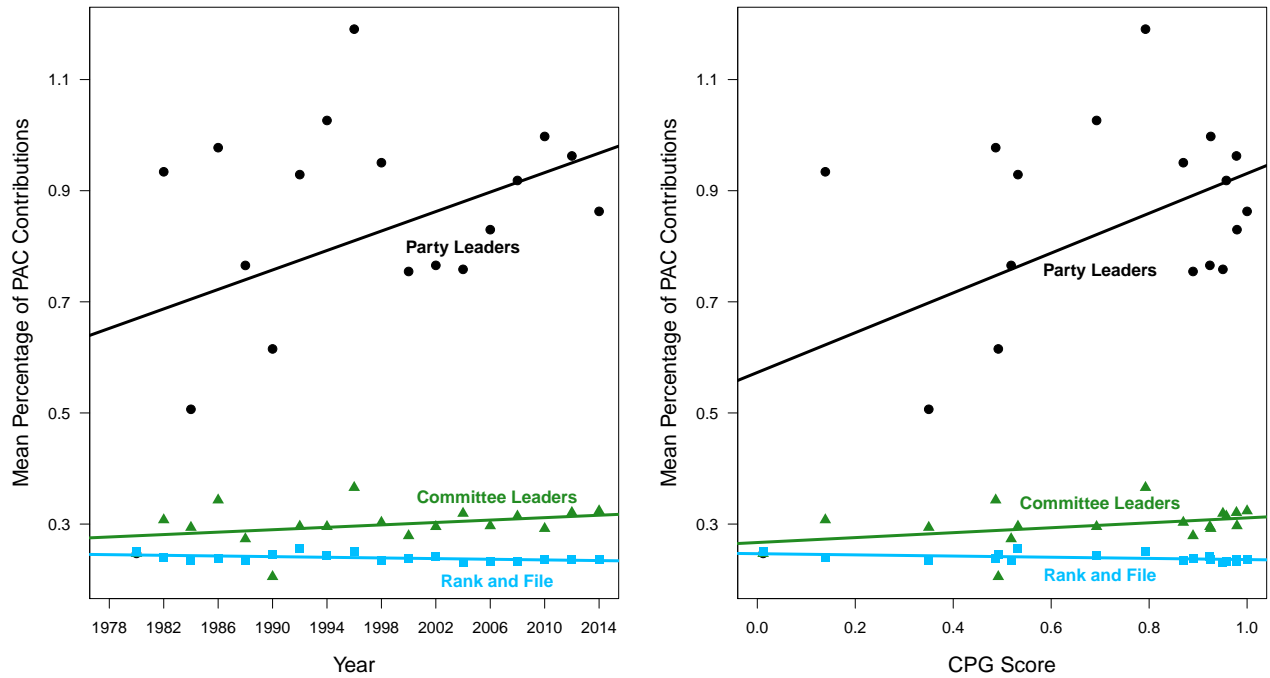 Mean Percentage of PAC Contributions
1.1
0.9
0.7
0.5
0.3
Party Leaders
Committee Leaders
Rank and File
1978 1982 1986 1990 1994 1998 2002 2006 2010 2014
Year
Mean Percentage of PAC Contributions
1.1
0.9
0.7
0.5
0.3
Party Leaders
Committee Leaders
Rank and File
0.0 0.2 0.4 0.6 0.8 1.0
CPG Score